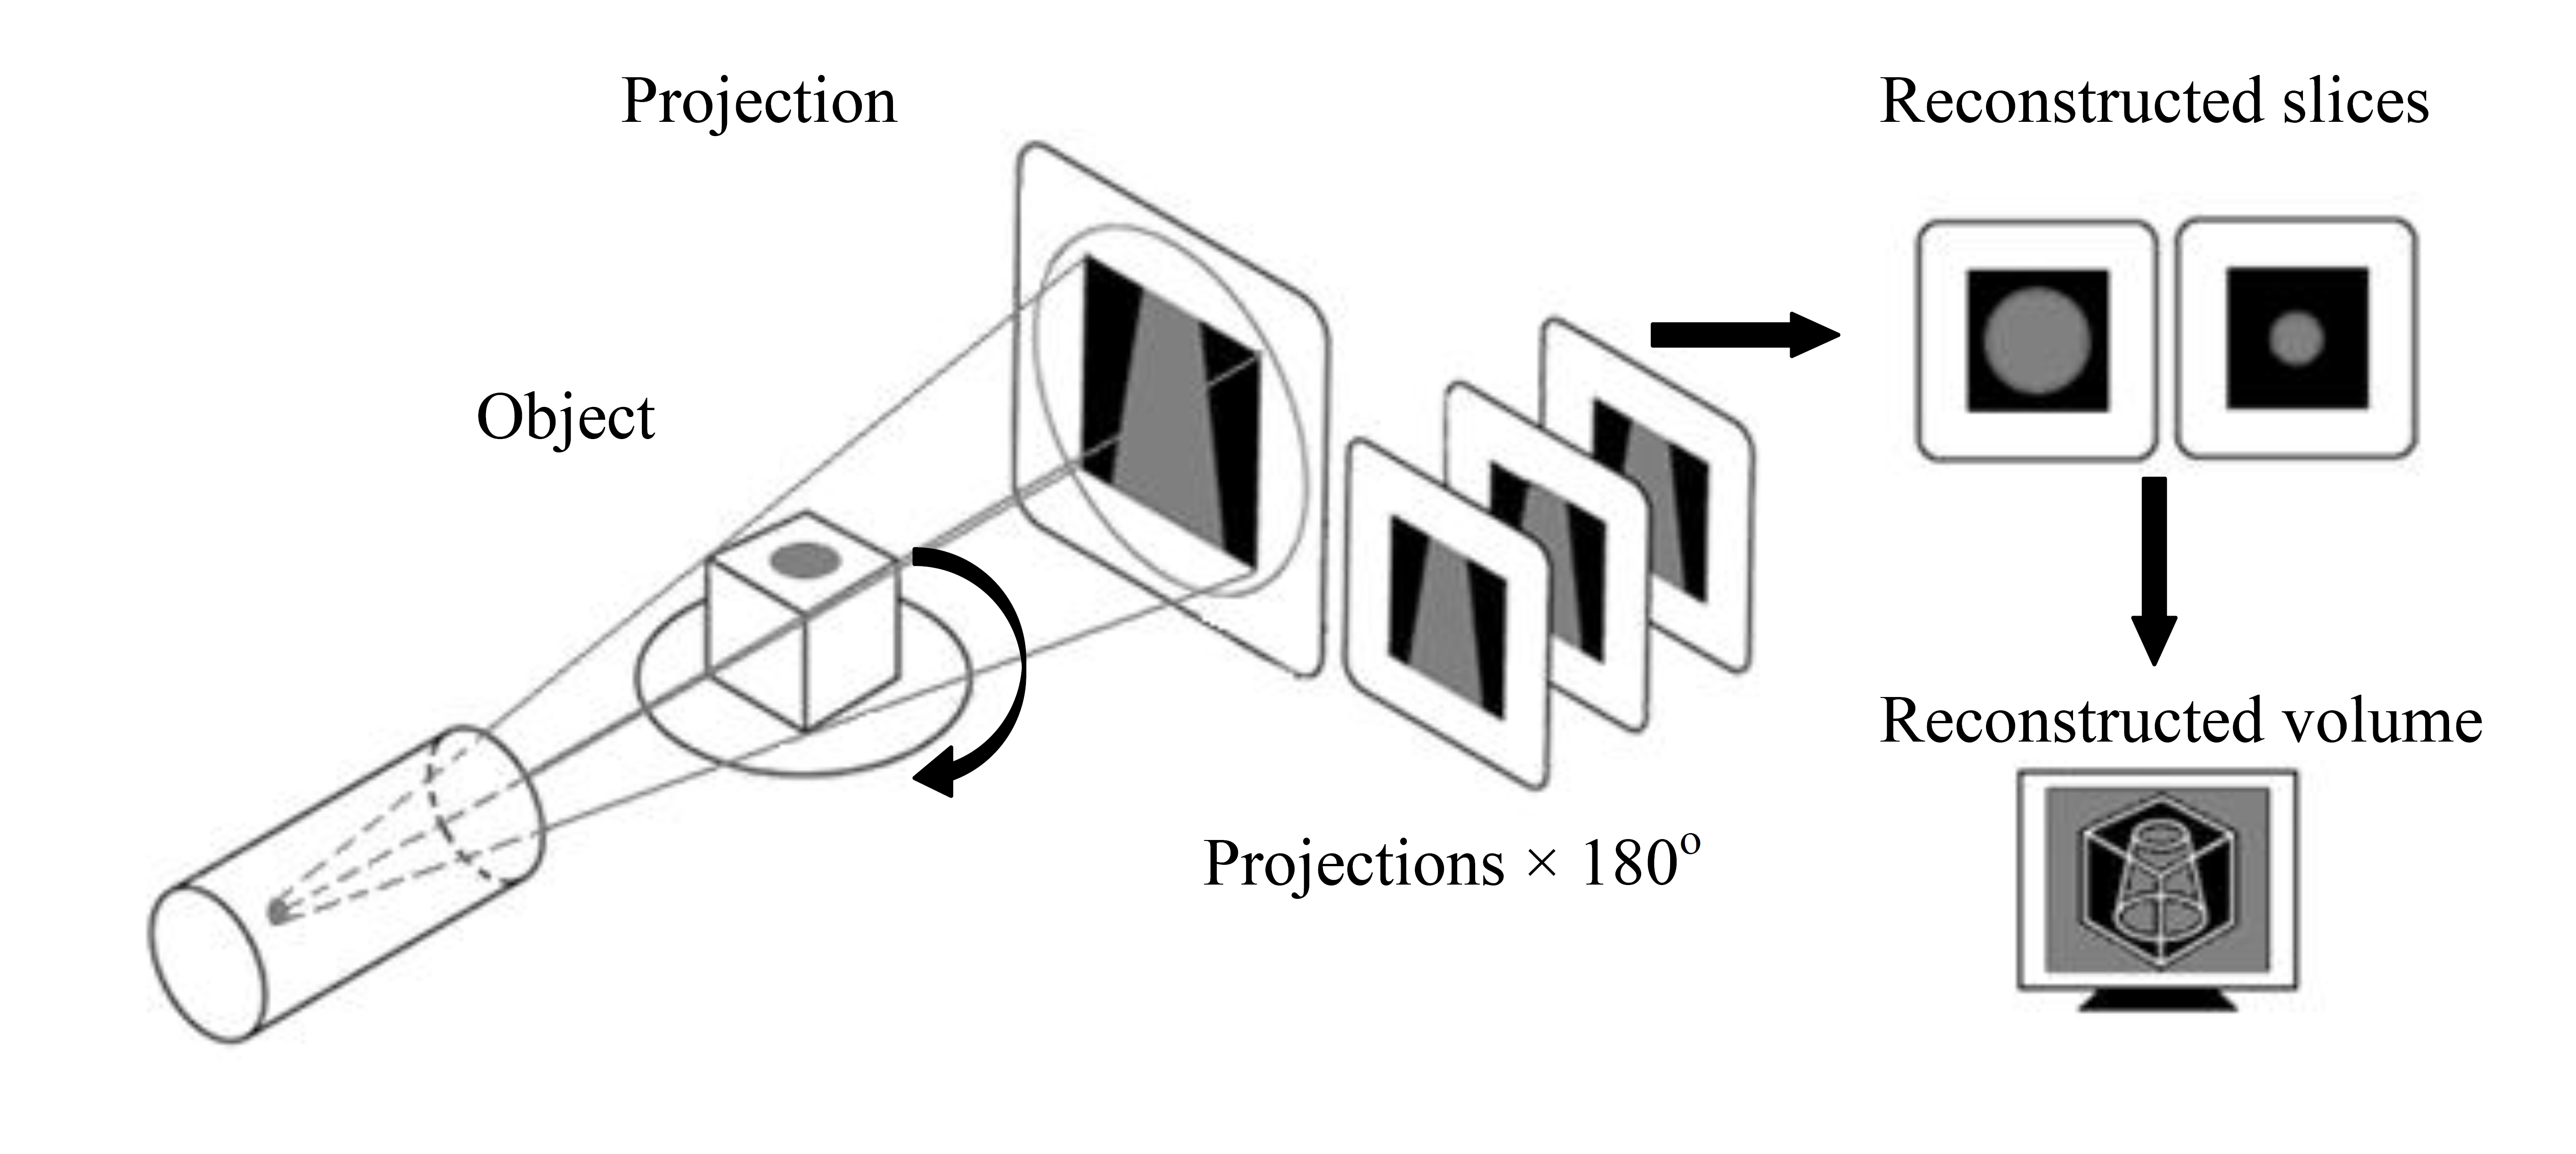 Projection
Object
Projections × 180°
Reconstructed slices
Reconstructed volume